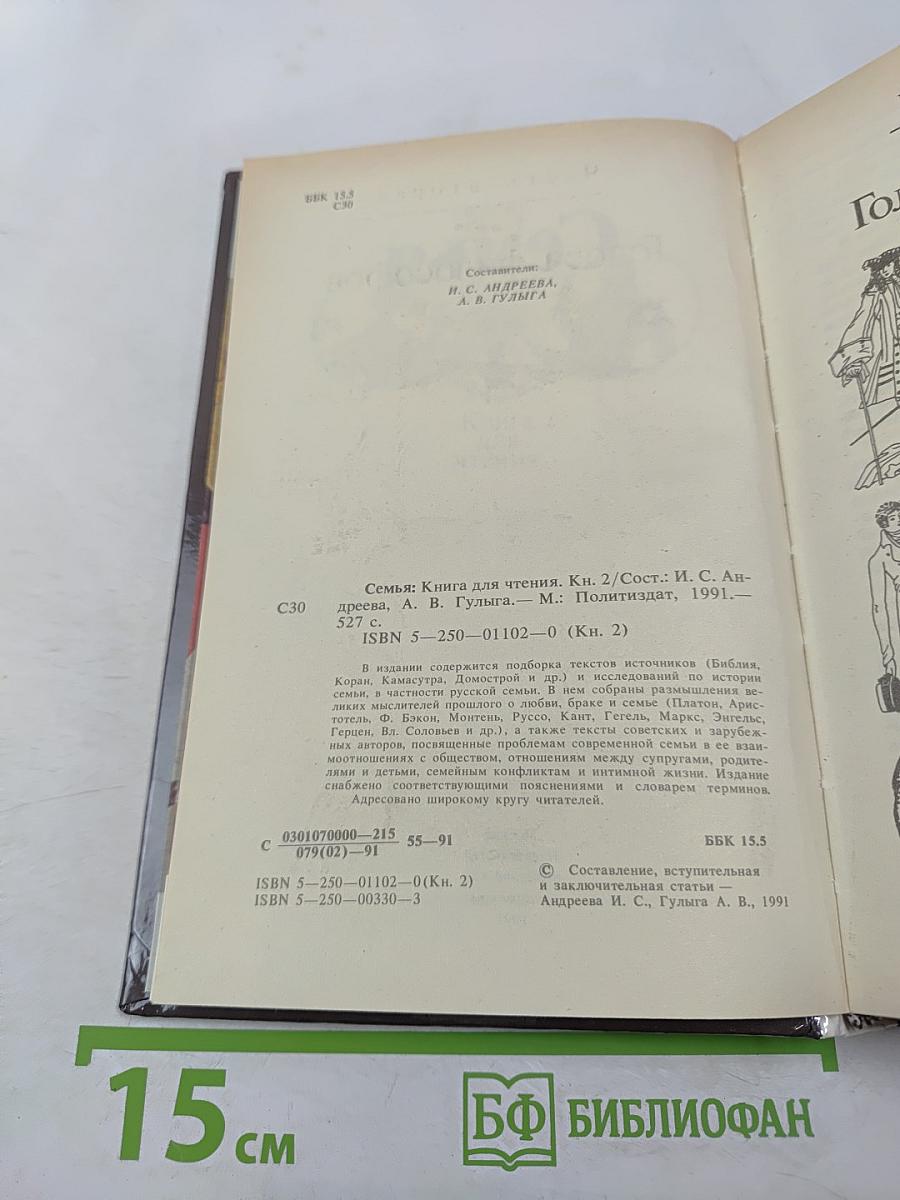 ББК 15.5
С30
Составители:
И. С. АНДРЕЕВА,
А. В. ГУЛЫГА
Семья: Книга для чтения. Кн. 2/Сост.: И. С. Ан-
С30
дреева, А. В. Гулыга.— М.: Политиздат, 1991.—
527 с.
ISBN 5—250—01102—0 (Кн. 2)
В издании содержится подборка текстов источников (Библия,
Коран, Камасутра, Домострой и др.) и исследований по истории
семьи, в частности русской семьи. В нем собраны размышления ве-
ликих мыслителей прошлого о любви, браке и семье (Платон, Арис-
тотель, Ф. Бэкон, Монтень, Руссо, Кант, Гегель, Маркс, Энгельс,
Герцен, Вл. Соловьев и др.), а также тексты советских и зарубеж-
ных авторов, посвященные проблемам современной семьи в ее взаи-
моотношениях с обществом, отношениям между супругами, родите-
лями и детьми, семейным конфликтам и интимной жизни. Издание
снабжено соответствующими пояснениями и словарем терминов.
Адресовано широкому кругу читателей.
С 0301070000—215 55—91
079(02)—91
ББК 15.5
ISBN 5—250—01102—0(Кн. 2)
ISBN 5—250—00330—3
© Составление, вступительная
и заключительная статьи —
Андреева И. С., Гулыга А. В., 1991
Гол
15 см
БФ БИБЛИОФАН